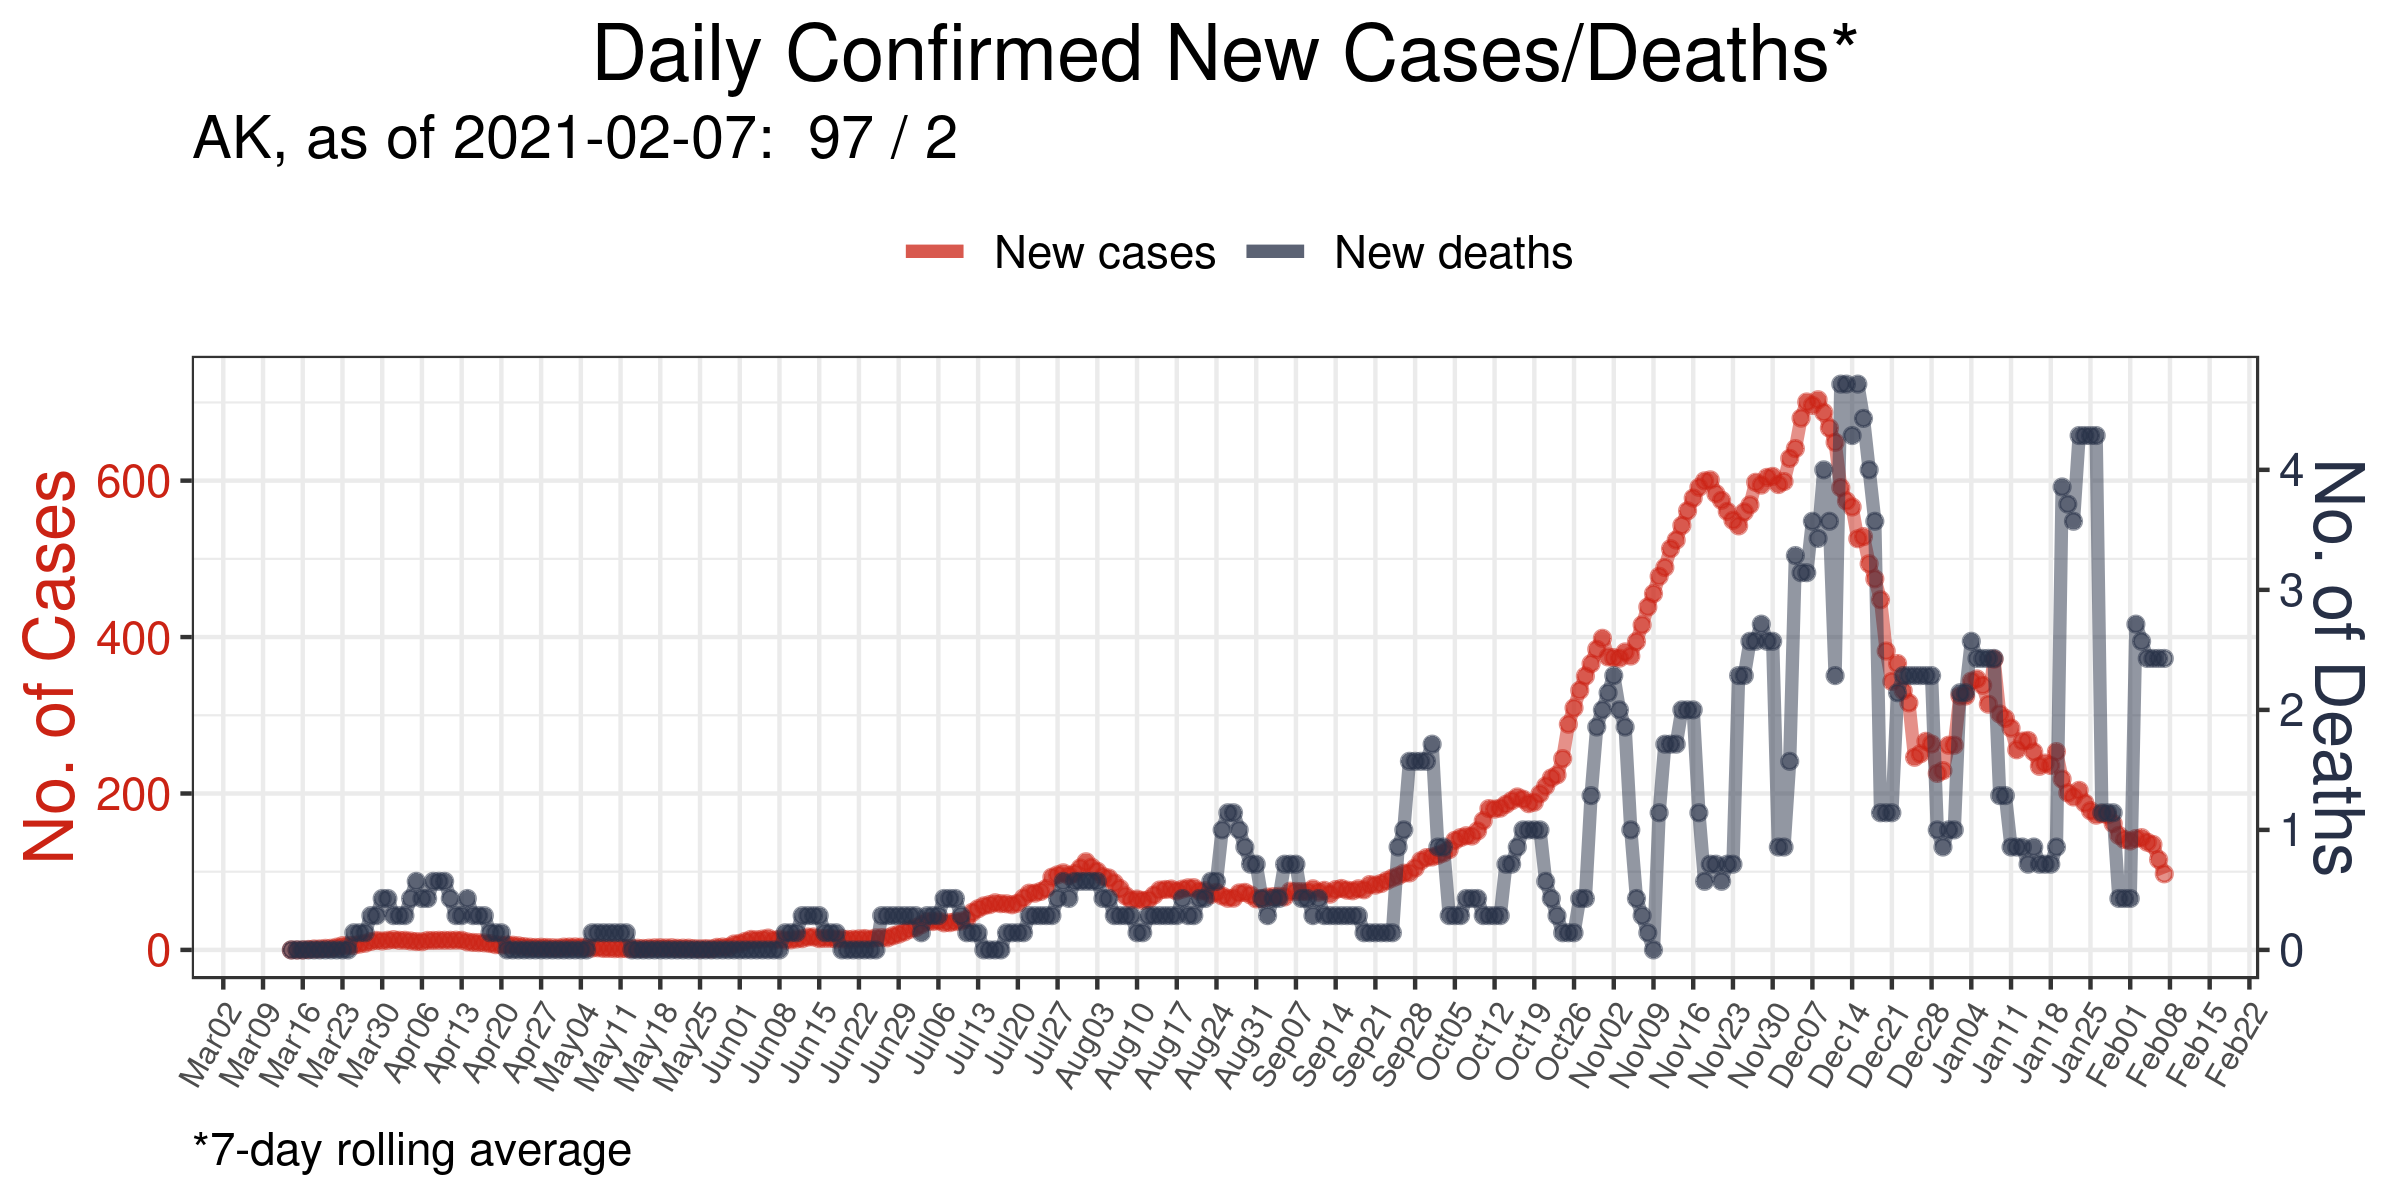 Daily Confirmed New Cases/Deaths*
AK, as of 2021-02-07:  97 / 2
New cases New deaths
No. of Cases
600
400
200
0
No. of Deaths
4
3
2
1
0
Mar02 Mar09 Mar16 Mar23 Mar30 Apr06 Apr13 Apr20 Apr27 May04 May11 May18 May25 Jun01 Jun08 Jun15 Jun22 Jun29 Jul06 Jul13 Jul20 Jul27 Aug03 Aug10 Aug17 Aug24 Aug31 Sep07 Sep14 Sep21 Sep28 Oct05 Oct12 Oct19 Oct26 Nov02 Nov09 Nov16 Nov23 Nov30 Dec07 Dec14 Dec21 Dec28 Jan04 Jan11 Jan18 Jan25 Feb01 Feb08 Feb15 Feb22
*7-day rolling average